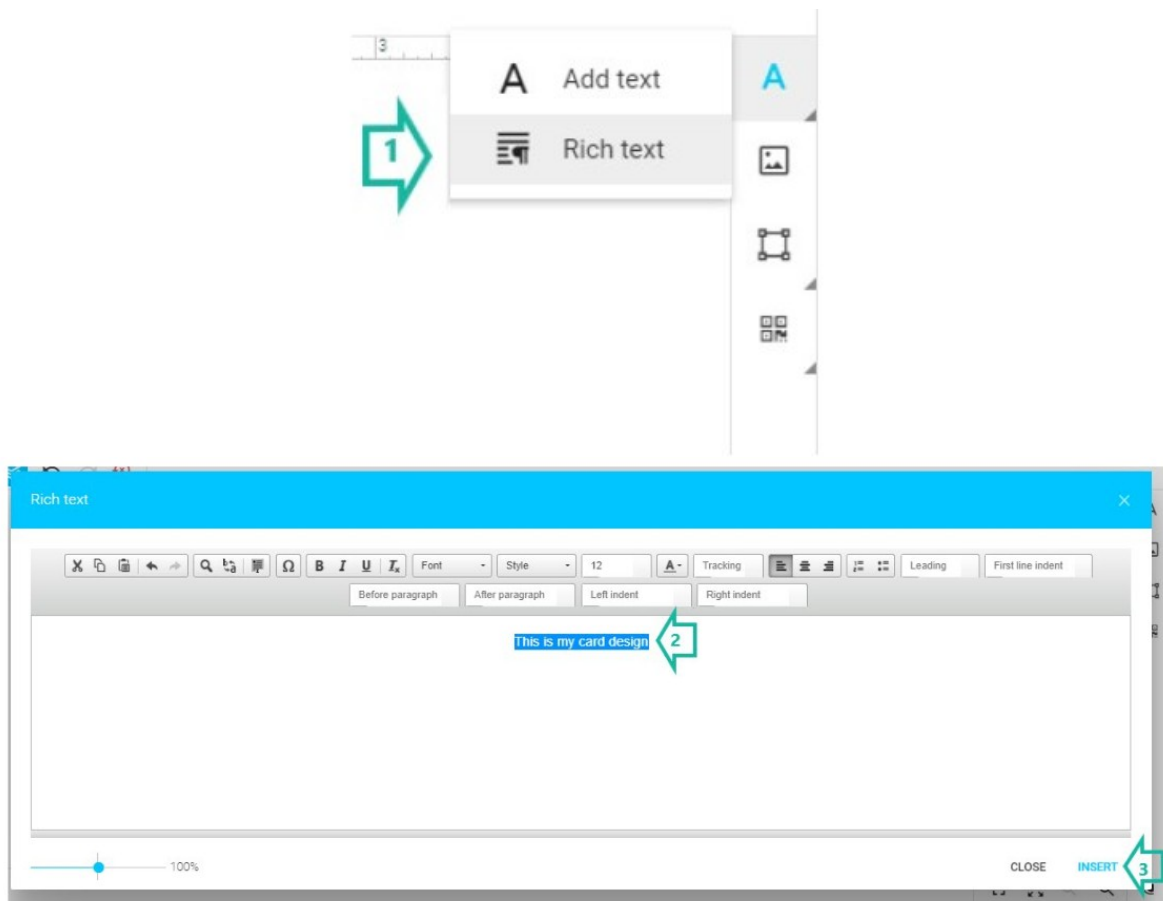 3
A Add text
A
1
Rich text
Rich text
Ω B I U Tx Font Style 12 A Tracking Leading First line indent
Before paragraph After paragraph Left indent Right indent
This is my card design 2
100% CLOSE INSERT 3